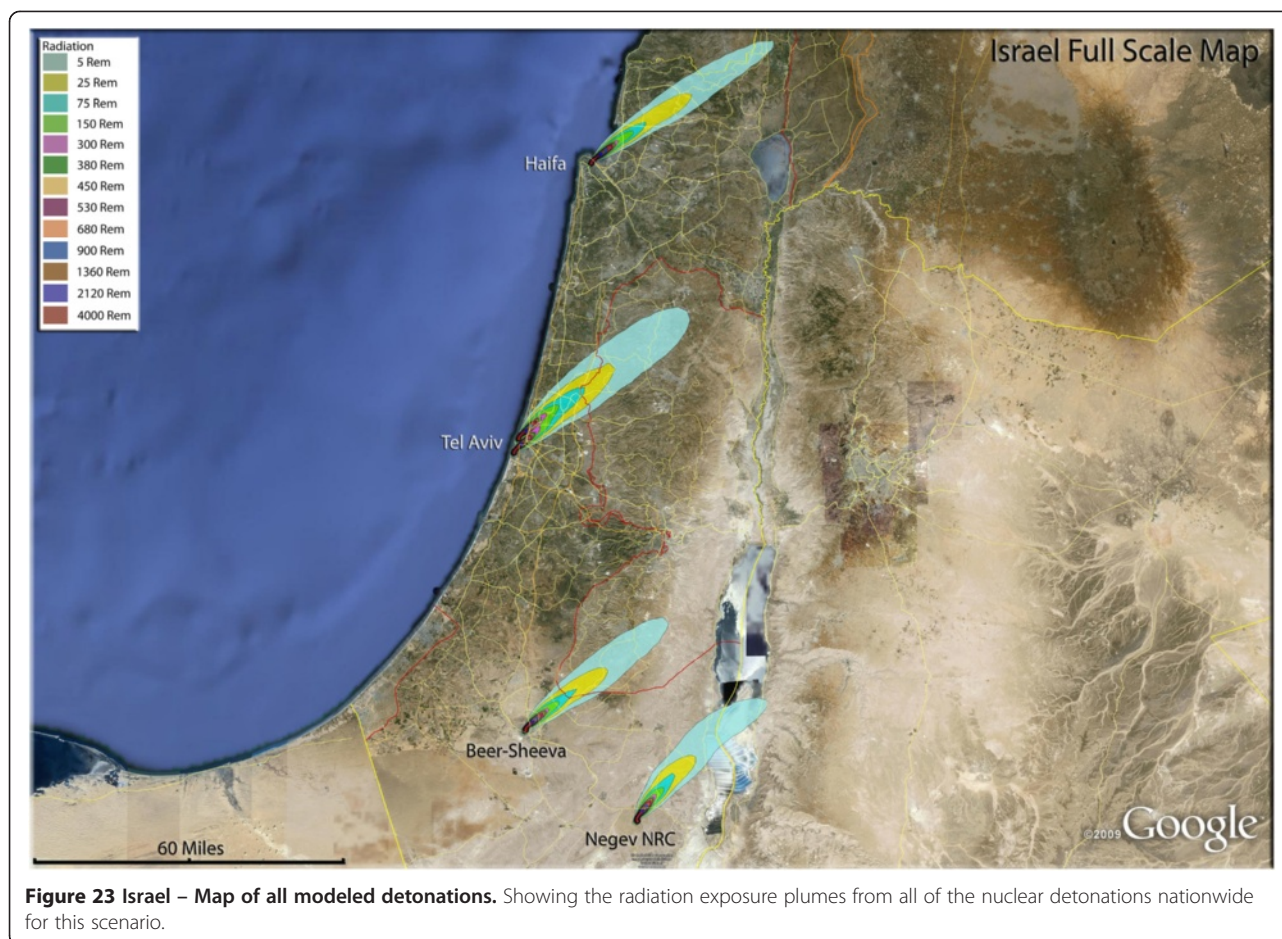 Radiation
5 Rem
25 Rem
75 Rem
150 Rem
300 Rem
380 Rem
450 Rem
530 Rem
680 Rem
900 Rem
1360 Rem
2120 Rem
4000 Rem
Israel Full Scale Map
Haifa
Tel Aviv
Beer-Sheeva
Negev NRC
60 Miles
©2009 Google
Figure 23 Israel – Map of all modeled detonations. Showing the radiation exposure plumes from all of the nuclear detonations nationwide
for this scenario.